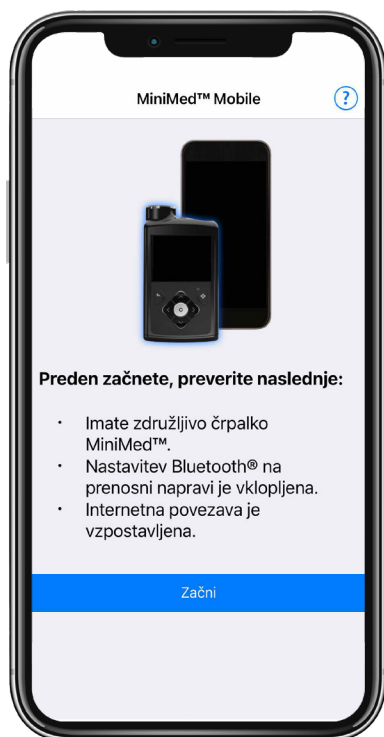 MiniMed™ Mobile
?
Preden začnete, preverite naslednje:
· Imate združljivo črpalko
MiniMed™.
· Nastavitev Bluetooth® na
prenosni napravi je vklopljena.
· Internetna povezava je
vzpostavljena.
Začni